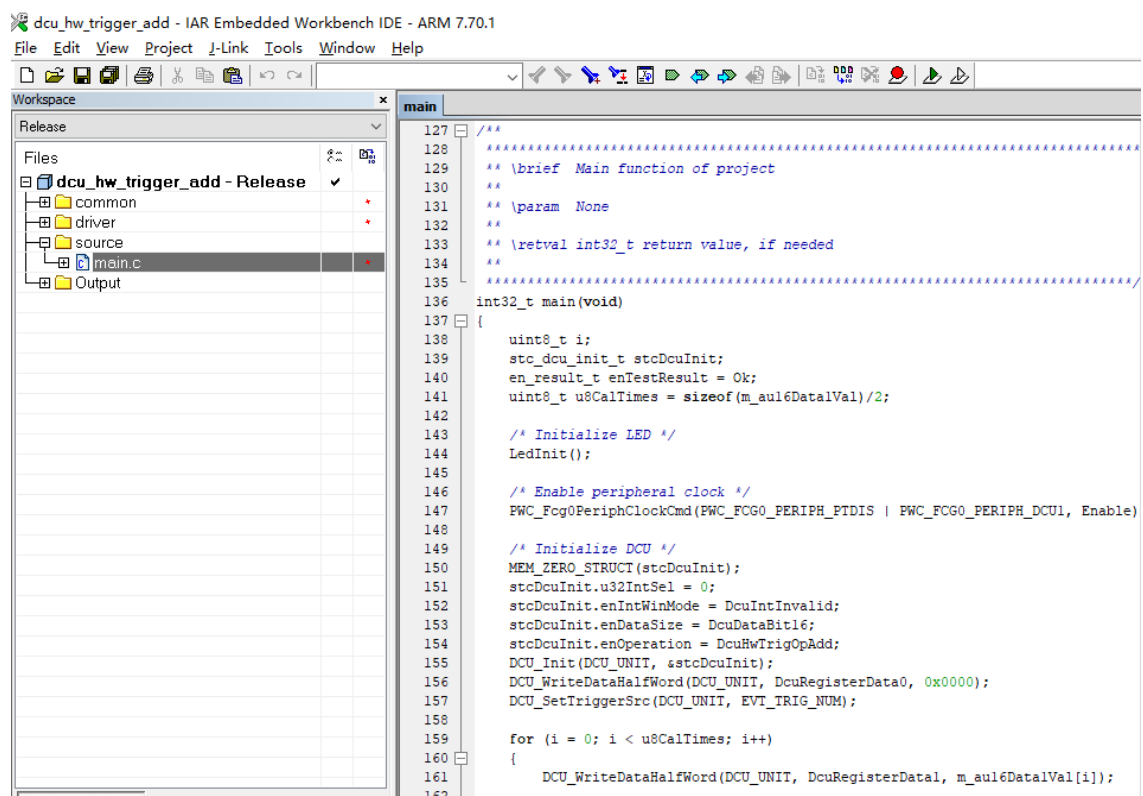 dcu_hw_trigger_add - IAR Embedded Workbench IDE - ARM 7.70.1
File Edit View Project J-Link Tools Window Help
Workspace
Release
Files
dcu_hw_trigger_add - Release
common
driver
source
main.c
Output
main
127 /**
128 *******************************************************************************
129 ** \brief Main function of project
130 **
131 ** \param None
132 **
133 ** \retval int32_t return value, if needed
134 **
135 ******************************************************************************/
136 int32_t main(void)
137 {
138 uint8_t i;
139 stc_dcu_init_t stcDcuInit;
140 en_result_t enTestResult = Ok;
141 uint8_t u8CalTimes = sizeof(m_au16Data1Val)/2;
142
143 /* Initialize LED */
144 LedInit();
145
146 /* Enable peripheral clock */
147 PWC_Fcg0PeriphClockCmd(PWC_FCG0_PERIPH_PTDIS | PWC_FCG0_PERIPH_DCU1, Enable)
148
149 /* Initialize DCU */
150 MEM_ZERO_STRUCT(stcDcuInit);
151 stcDcuInit.u32IntSel = 0;
152 stcDcuInit.enIntWinMode = DcuIntInvalid;
153 stcDcuInit.enDataSize = DcuDataBit16;
154 stcDcuInit.enOperation = DcuHwTrigOpAdd;
155 DCU_Init(DCU_UNIT, &stcDcuInit);
156 DCU_WriteDataHalfWord(DCU_UNIT, DcuRegisterData0, 0x0000);
157 DCU_SetTriggerSrc(DCU_UNIT, EVT_TRIG_NUM);
158
159 for (i = 0; i < u8CalTimes; i++)
160 {
161 DCU_WriteDataHalfWord(DCU_UNIT, DcuRegisterData1, m_au16Data1Val[i]);
162